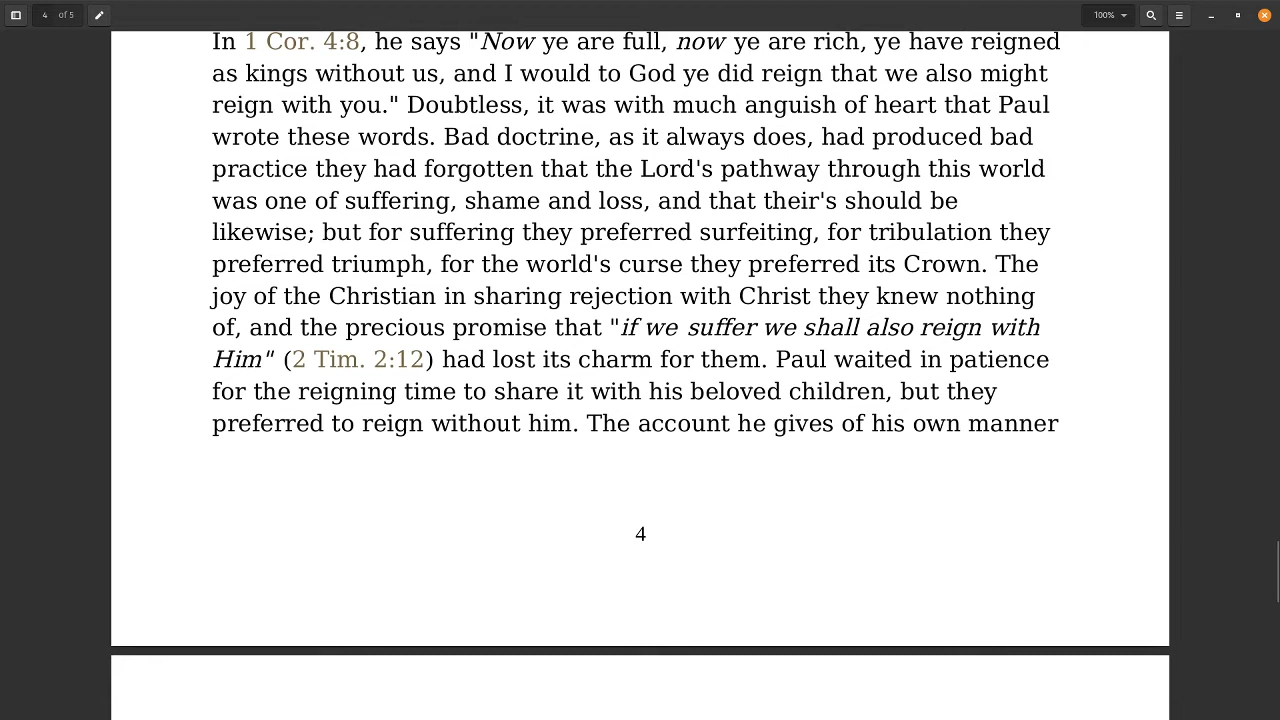 4 of 5
100%
In 1 Cor. 4:8, he says "Now ye are full, now ye are rich, ye have reigned
as kings without us, and I would to God ye did reign that we also might
reign with you." Doubtless, it was with much anguish of heart that Paul
wrote these words. Bad doctrine, as it always does, had produced bad
practice they had forgotten that the Lord's pathway through this world
was one of suffering, shame and loss, and that their's should be
likewise; but for suffering they preferred surfeiting, for tribulation they
preferred triumph, for the world's curse they preferred its Crown. The
joy of the Christian in sharing rejection with Christ they knew nothing
of, and the precious promise that "if we suffer we shall also reign with
Him" (2 Tim. 2:12) had lost its charm for them. Paul waited in patience
for the reigning time to share it with his beloved children, but they
preferred to reign without him. The account he gives of his own manner
4